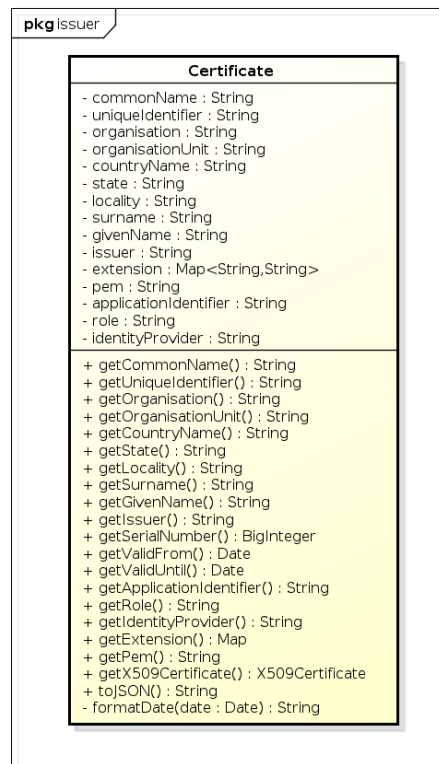 pkg issuer
Certificate
- commonName : String
- uniqueIdentifier : String
- organisation : String
- organisationUnit : String
- countryName : String
- state : String
- locality : String
- surname : String
- givenName : String
- issuer : String
- extension : Map<String,String>
- pem : String
- applicationIdentifier : String
- role : String
- identityProvider : String
+ getCommonName() : String
+ getUniqueIdentifier() : String
+ getOrganisation() : String
+ getOrganisationUnit() : String
+ getCountryName() : String
+ getState() : String
+ getLocality() : String
+ getSurname() : String
+ getGivenName() : String
+ getIssuer() : String
+ getSerialNumber() : BigInteger
+ getValidFrom() : Date
+ getValidUntil() : Date
+ getApplicationIdentifier() : String
+ getRole() : String
+ getIdentityProvider() : String
+ getExtension() : Map
+ getPem() : String
+ getX509Certificate() : X509Certificate
+ toJSON() : String
- formatDate(date : Date) : String